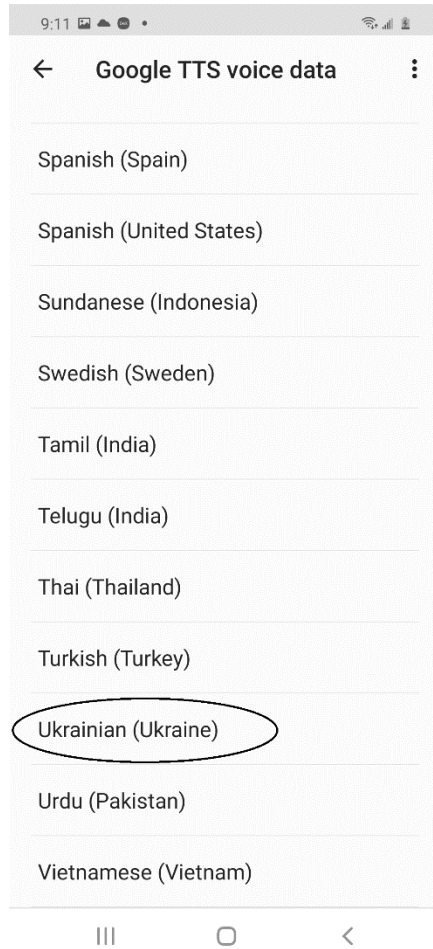 9:11
Google TTS voice data
Spanish (Spain)
Spanish (United States)
Sundanese (Indonesia)
Swedish (Sweden)
Tamil (India)
Telugu (India)
Thai (Thailand)
Turkish (Turkey)
Ukrainian (Ukraine)
Urdu (Pakistan)
Vietnamese (Vietnam)